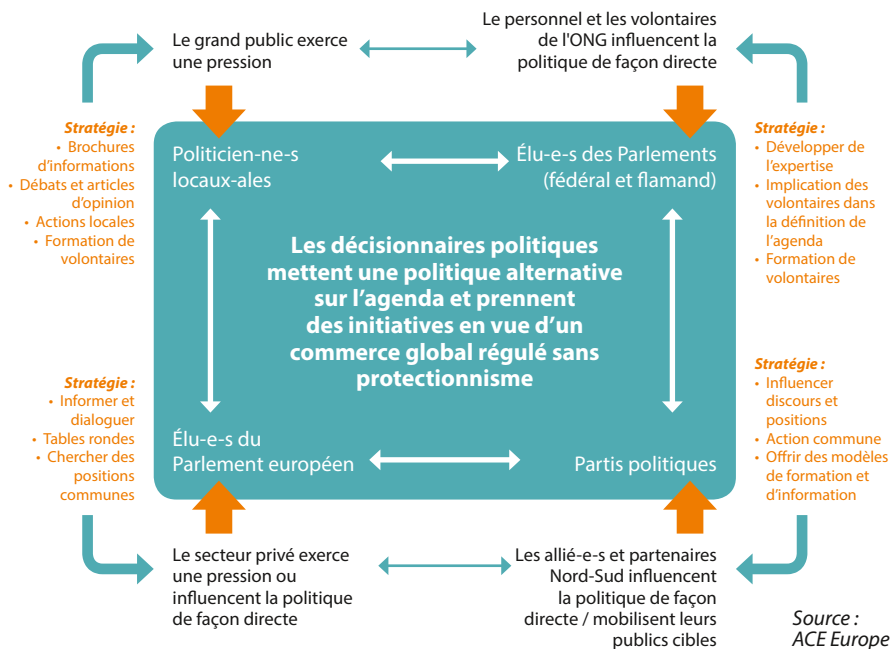 Le grand public exerce
une pression
Le personnel et les volontaires
de l'ONG influencent la
politique de façon directe
Stratégie :
• Brochures
d'informations
• Débats et articles
d'opinion
• Actions locales
• Formation de
volontaires
Politicien-ne-s
locaux-ales
Élu-e-s des Parlements
(fédéral et flamand)
Stratégie :
• Développer de
l'expertise
• Implication des
volontaires dans
la définition de
l'agenda
• Formation de
volontaires
Les décisionnaires politiques
mettent une politique alternative
sur l'agenda et prennent
des initiatives en vue d'un
commerce global régulé sans
protectionnisme
Stratégie :
• Informer et
dialoguer
• Tables rondes
• Chercher des
positions
communes
Élu-e-s du
Parlement européen
Partis politiques
Stratégie :
• Influencer
discours et
positions
• Action commune
• Offrir des modèles
de formation et
d'information
Le secteur privé exerce
une pression ou
influencent la politique
de façon directe
Les allié-e-s et partenaires
Nord-Sud influencent
la politique de façon
directe / mobilisent leurs
publics cibles
Source :
ACE Europe